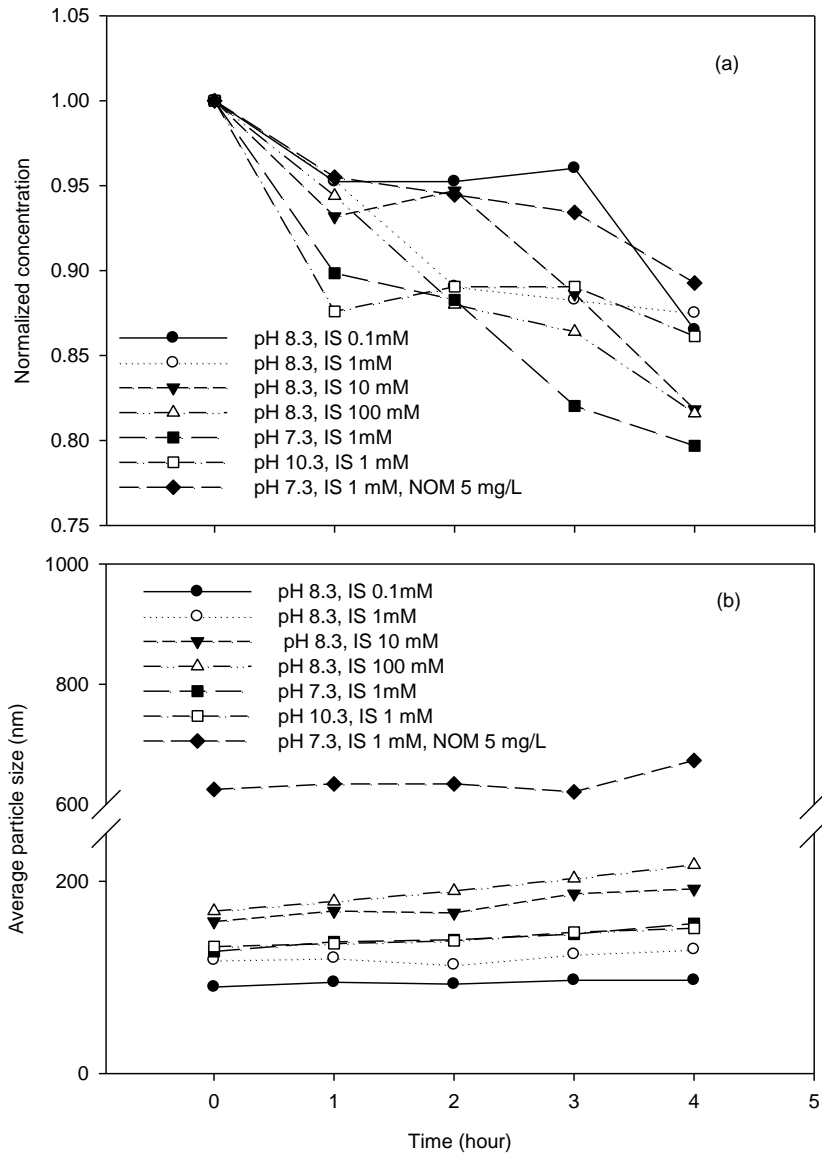 1.05
(a)
1.00
0.95
0.90
0.85
0.80
0.75
Normalized concentration
pH 8.3, IS 0.1mM
pH 8.3, IS 1mM
pH 8.3, IS 10 mM
pH 8.3, IS 100 mM
pH 7.3, IS 1mM
pH 10.3, IS 1 mM
pH 7.3, IS 1 mM, NOM 5 mg/L
1000
(b)
800
600
200
0
Average particle size (nm)
pH 8.3, IS 0.1mM
pH 8.3, IS 1mM
pH 8.3, IS 10 mM
pH 8.3, IS 100 mM
pH 7.3, IS 1mM
pH 10.3, IS 1 mM
pH 7.3, IS 1 mM, NOM 5 mg/L
0 1 2 3 4 5
Time (hour)